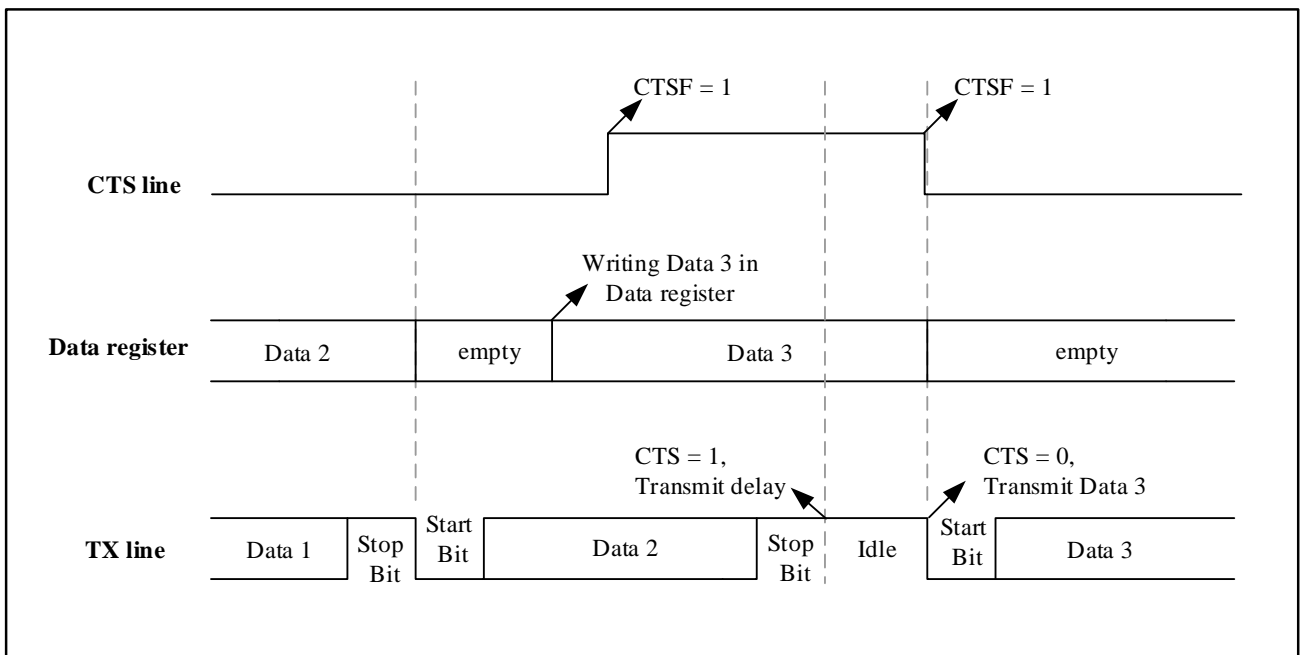 CTSF = 1
CTSF = 1
CTS line
Writing Data 3 in
Data register
Data register
Data 2
empty
Data 3
empty
CTS = 1,
Transmit delay
CTS = 0,
Transmit Data 3
TX line
Data 1
Stop
Bit
Start
Bit
Data 2
Stop
Bit
Idle
Start
Bit
Data 3